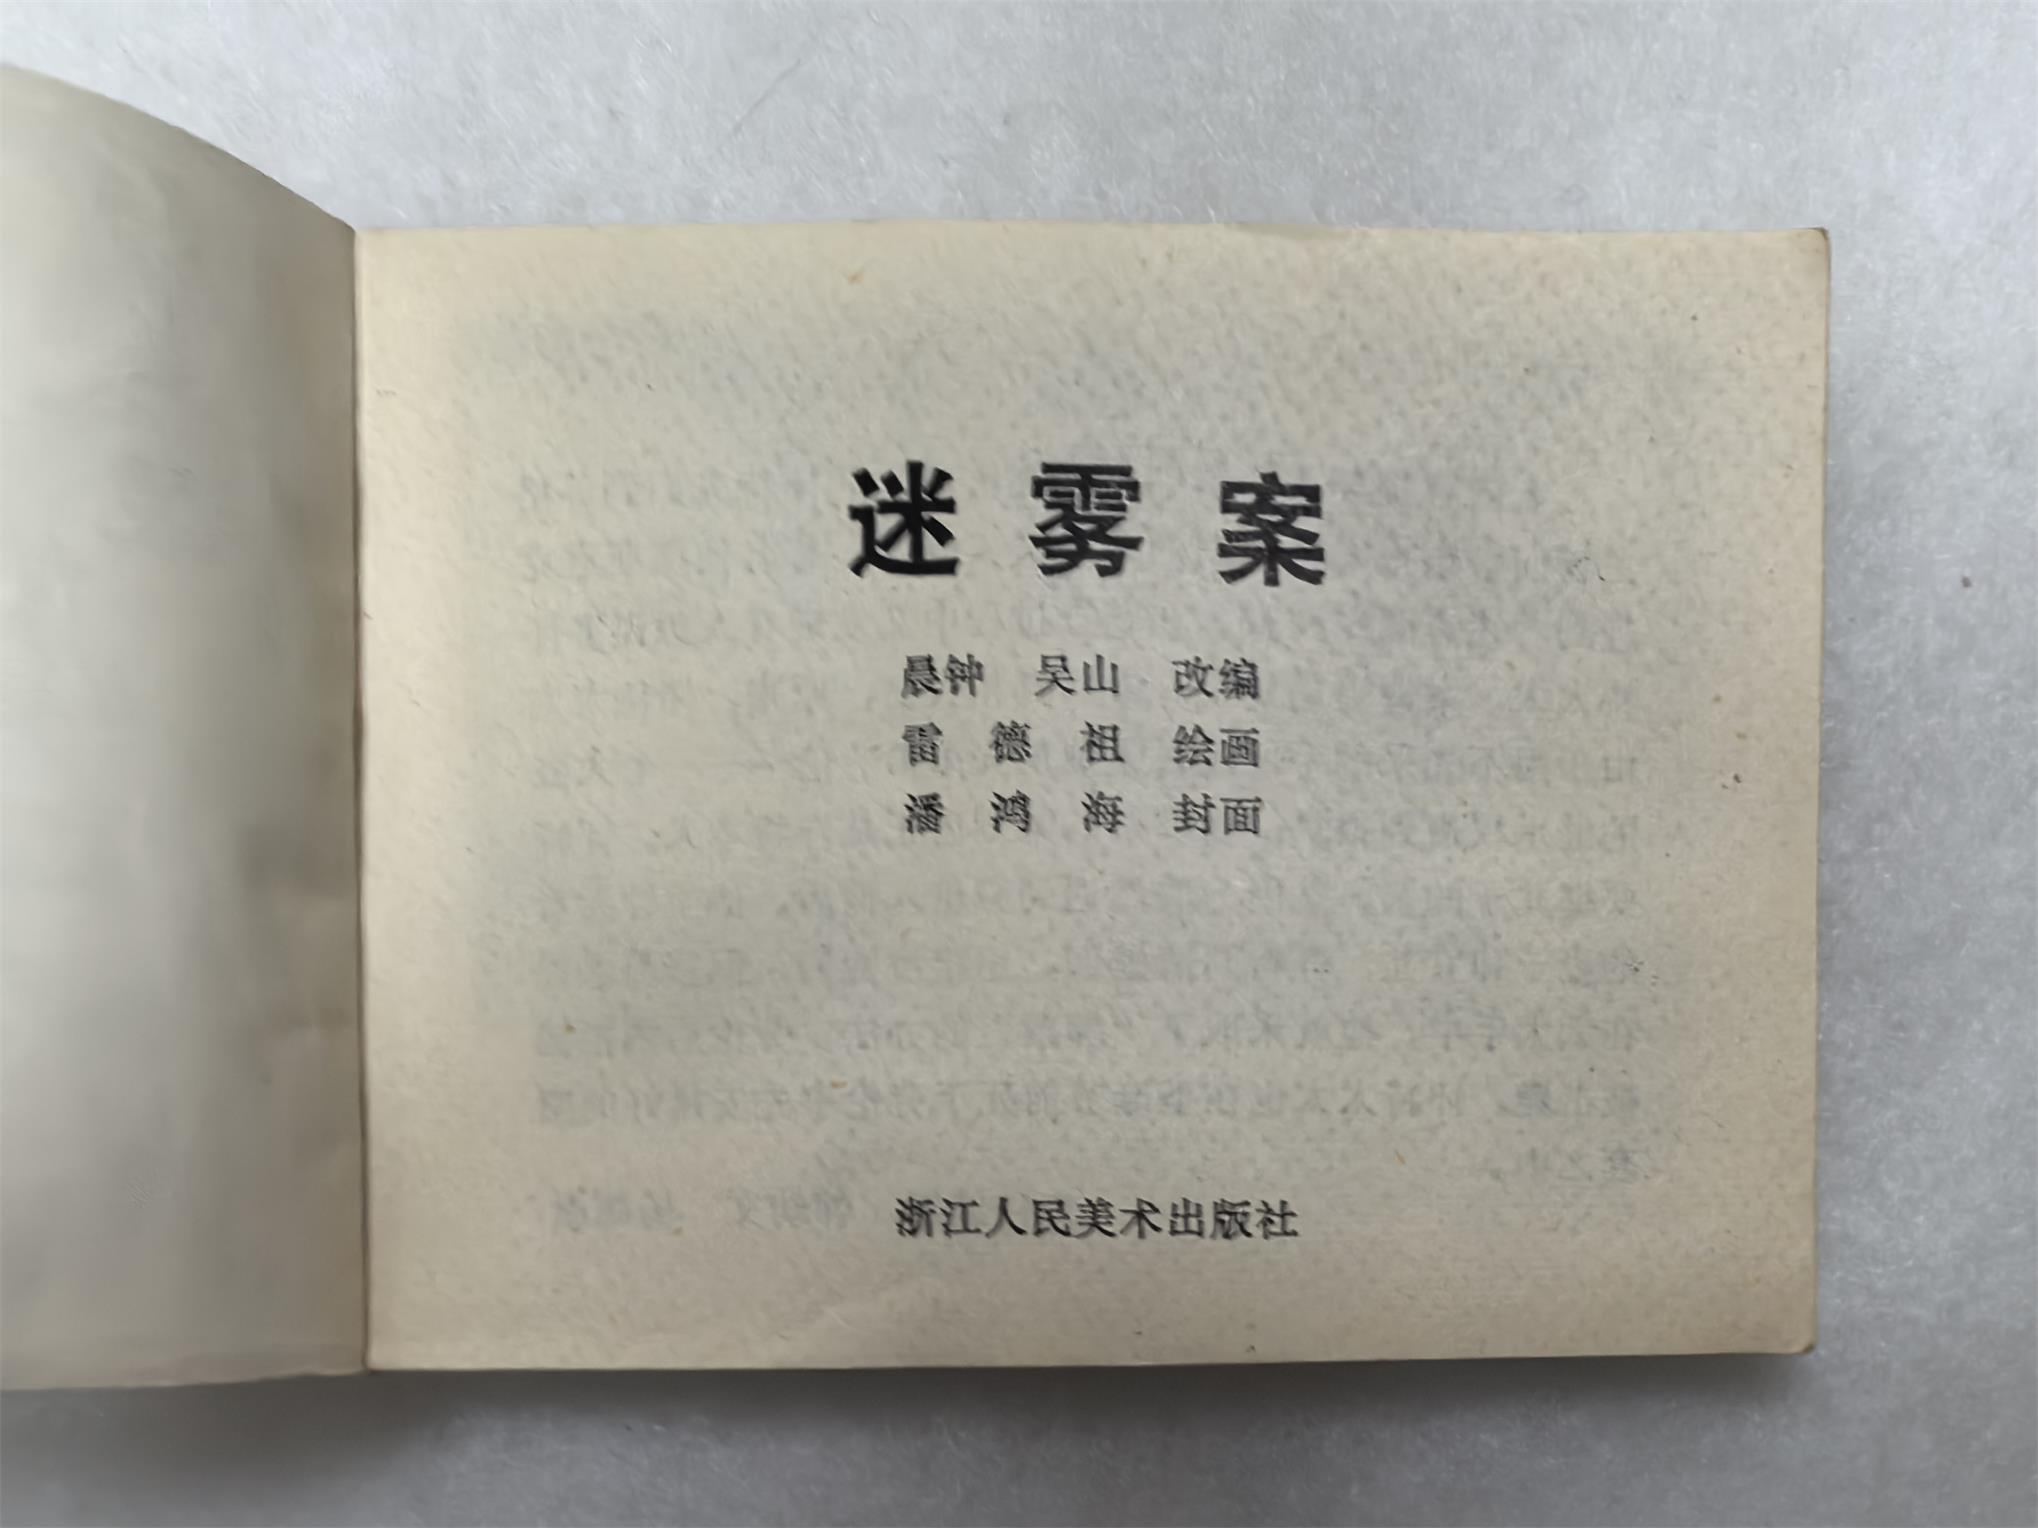 迷雾案
晨钟 吴山 改编
雷德祖 绘画
潘鸿海 封面
浙江人民美术出版社